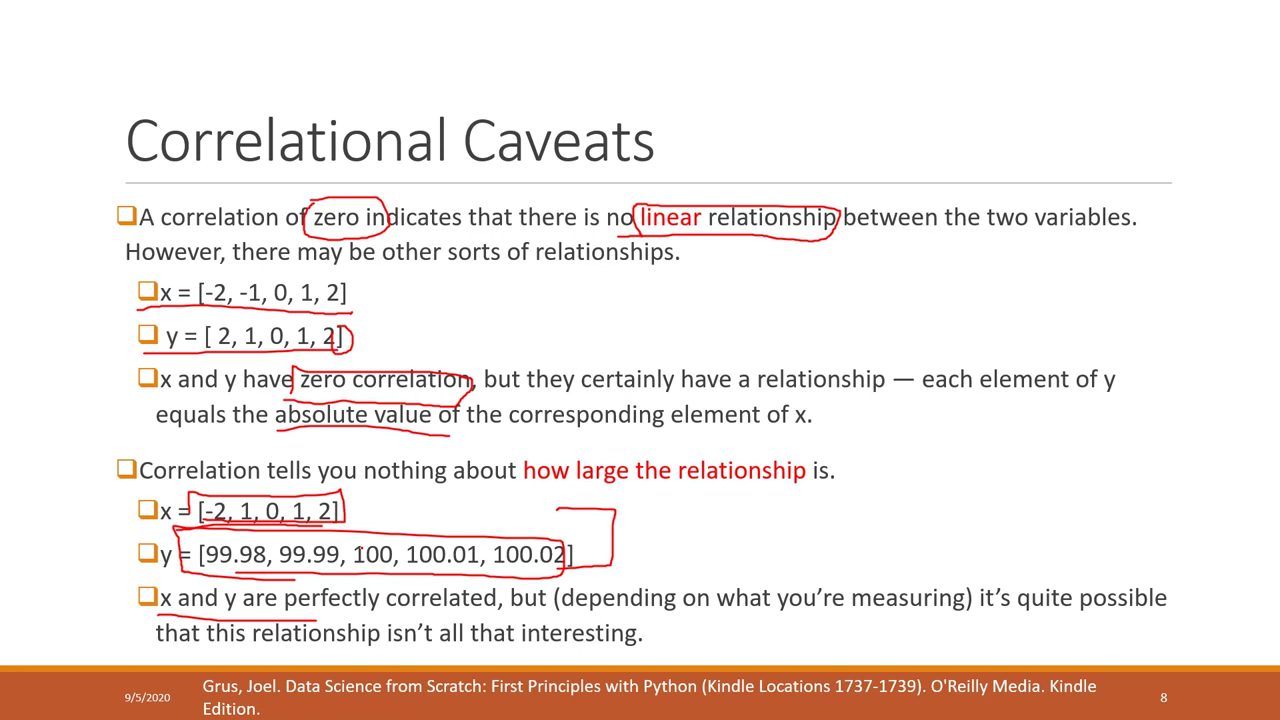 Correlational Caveats
❑A correlation of zero indicates that there is no linear relationship between the two variables.
However, there may be other sorts of relationships.
❑x = [-2, -1, 0, 1, 2]
❑ y = [ 2, 1, 0, 1, 2]
❑x and y have zero correlation, but they certainly have a relationship — each element of y
equals the absolute value of the corresponding element of x.
❑Correlation tells you nothing about how large the relationship is.
❑x = [-2, 1, 0, 1, 2]
❑y = [99.98, 99.99, 100, 100.01, 100.02]
❑x and y are perfectly correlated, but (depending on what you’re measuring) it’s quite possible
that this relationship isn’t all that interesting.
9/5/2020
Grus, Joel. Data Science from Scratch: First Principles with Python (Kindle Locations 1737-1739). O'Reilly Media. Kindle
Edition.
8